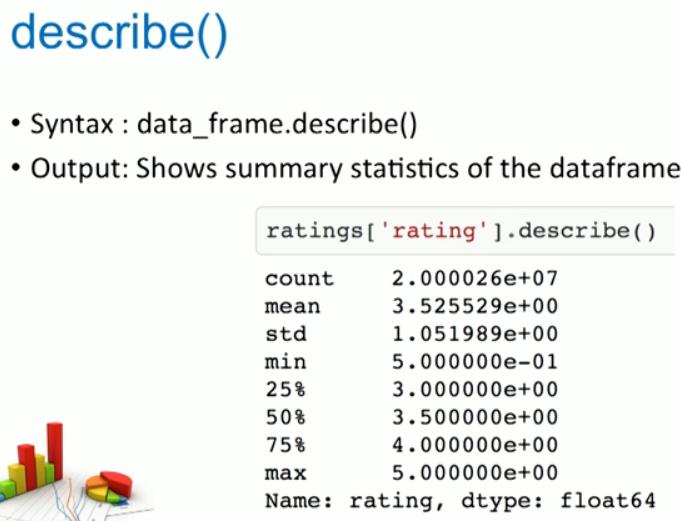 describe()
• Syntax : data_frame.describe()
• Output: Shows summary statistics of the dataframe
ratings['rating'].describe()
count 2.000026e+07
mean 3.525529e+00
std 1.051989e+00
min 5.000000e-01
25% 3.000000e+00
50% 3.500000e+00
75% 4.000000e+00
max 5.000000e+00
Name: rating, dtype: float64